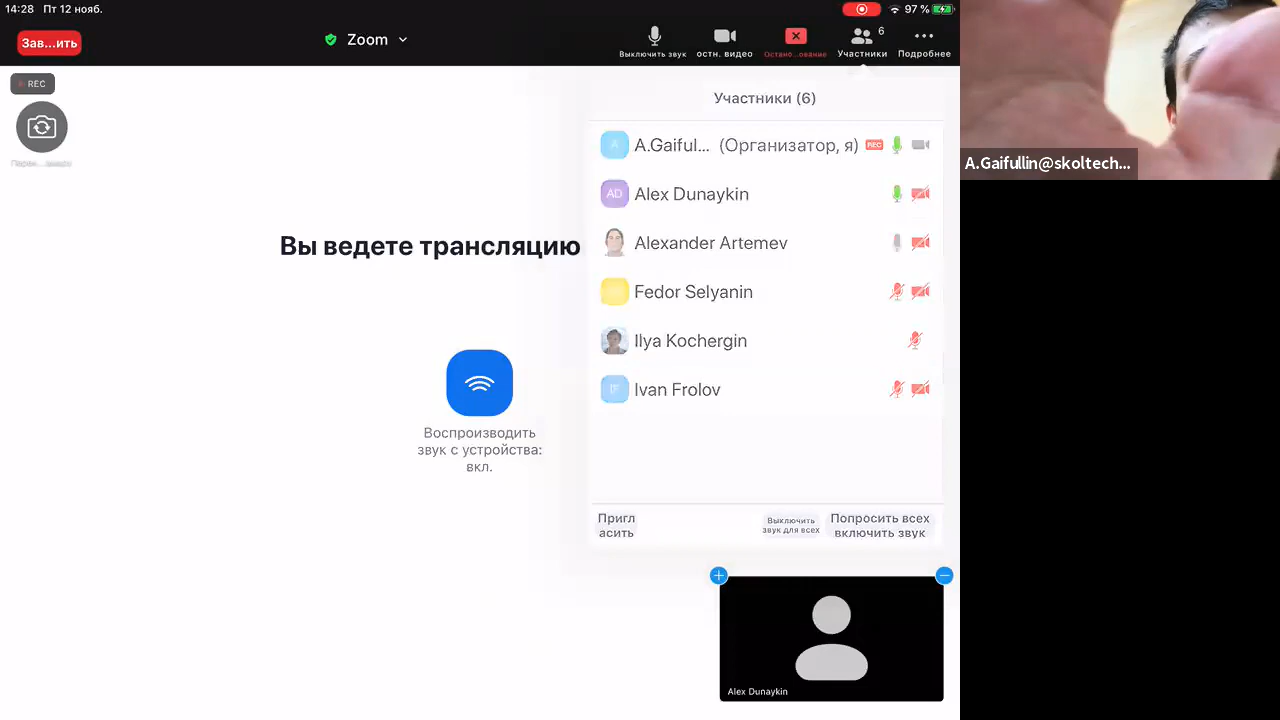 14:28 Пт 12 нояб.
97 %
Зав...ить
Zoom
Выключить звук
остн. видео
Остано...ование
6
Участники
Подробнее
REC
Участники (6)
A
A.Gaiful... (Организатор, я)
REC
AD
Alex Dunaykin
Alexander Artemev
Fedor Selyanin
Ilya Kochergin
IF
Ivan Frolov
Вы ведете трансляцию
Воспроизводить
звук с устройства:
вкл.
Пригл
асить
Выключить
звук для всех
Попросить всех
включить звук
Alex Dunaykin
A.Gaifullin@skoltech...